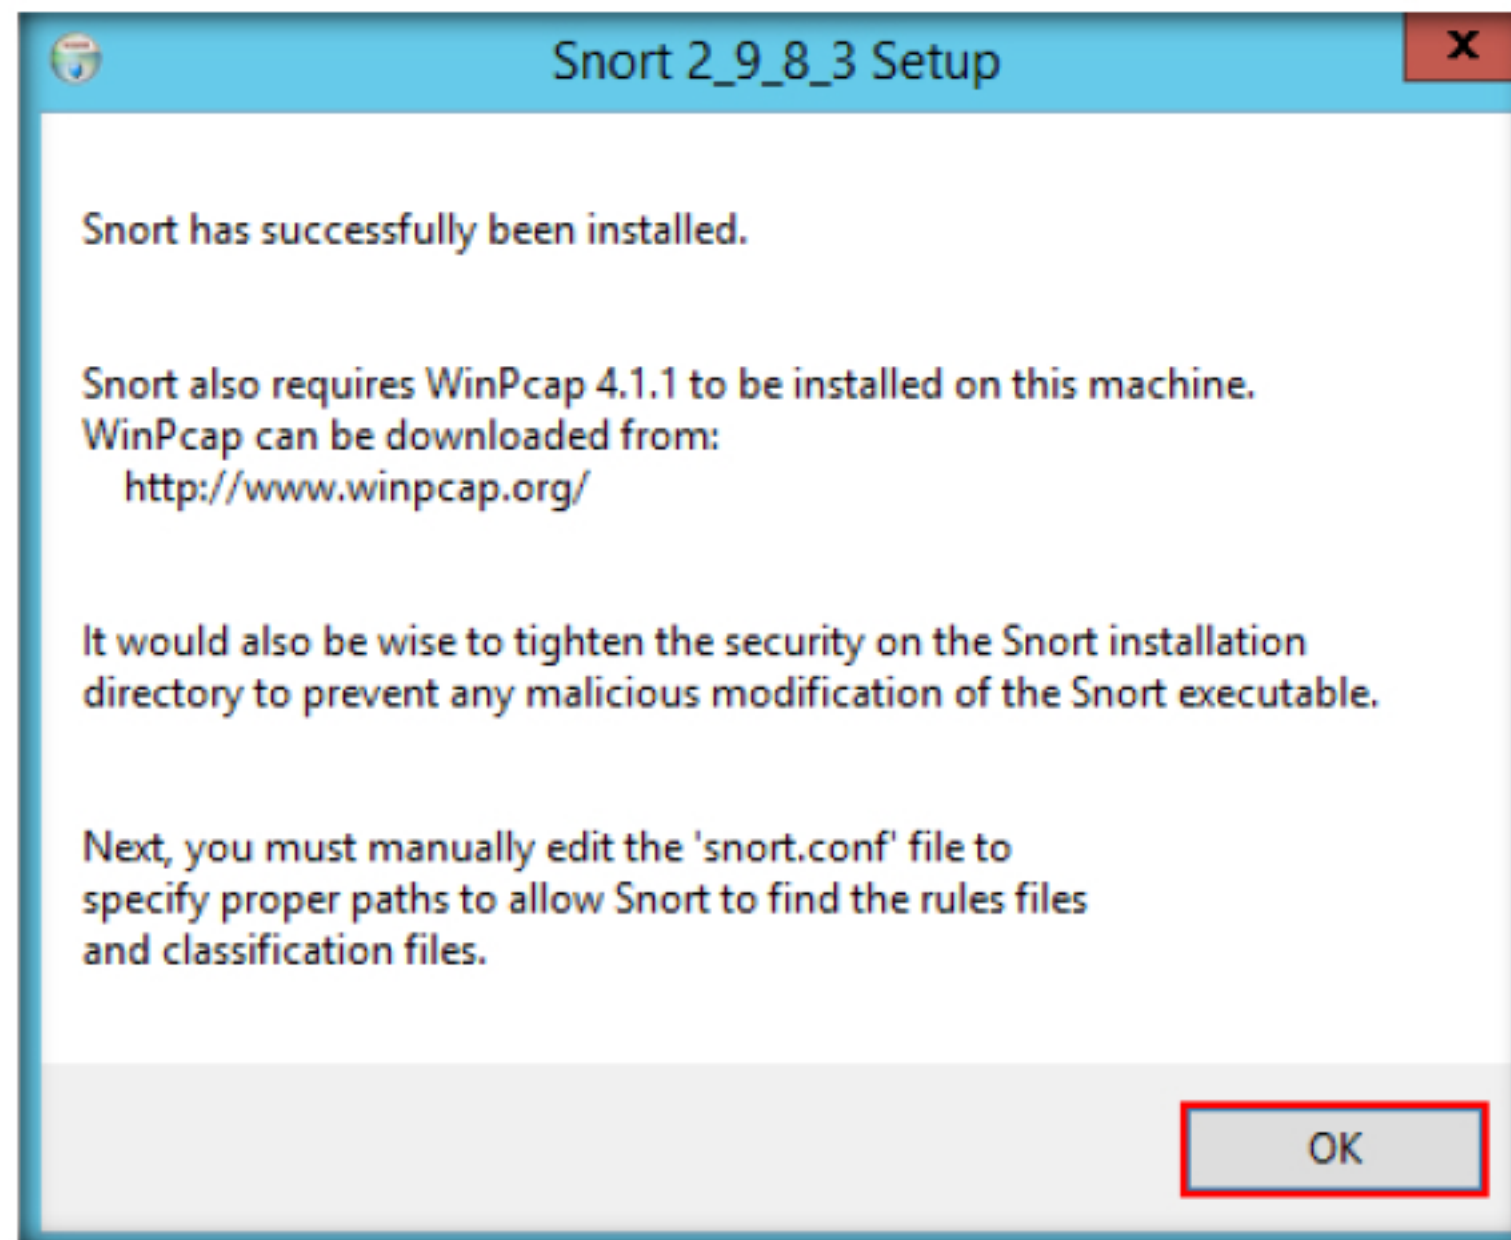 Snort 2_9_8_3 Setup
x
Snort has successfully been installed.
Snort also requires WinPcap 4.1.1 to be installed on this machine.
WinPcap can be downloaded from:
http://www.winpcap.org/
It would also be wise to tighten the security on the Snort installation
directory to prevent any malicious modification of the Snort executable.
Next, you must manually edit the 'snort.conf' file to
specify proper paths to allow Snort to find the rules files
and classification files.
OK